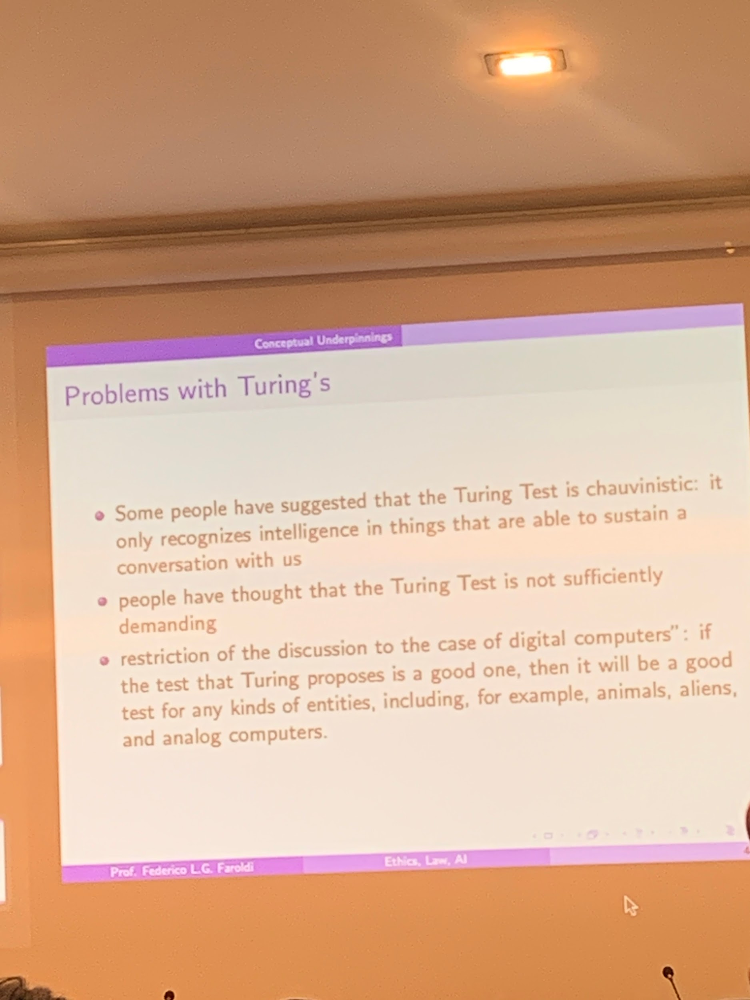 Conceptual Underpinnings
Problems with Turing's
Some people have suggested that the Turing Test is chauvinistic: it
only recognizes intelligence in things that are able to sustain a
conversation with us
people have thought that the Turing Test is not sufficiently
demanding
restriction of the discussion to the case of digital computers": if
the test that Turing proposes is a good one, then it will be a good
test for any kinds of entities, including, for example, animals, aliens,
and analog computers.
Prof. Federico L.G. Faroldi
Ethics, Law, AI